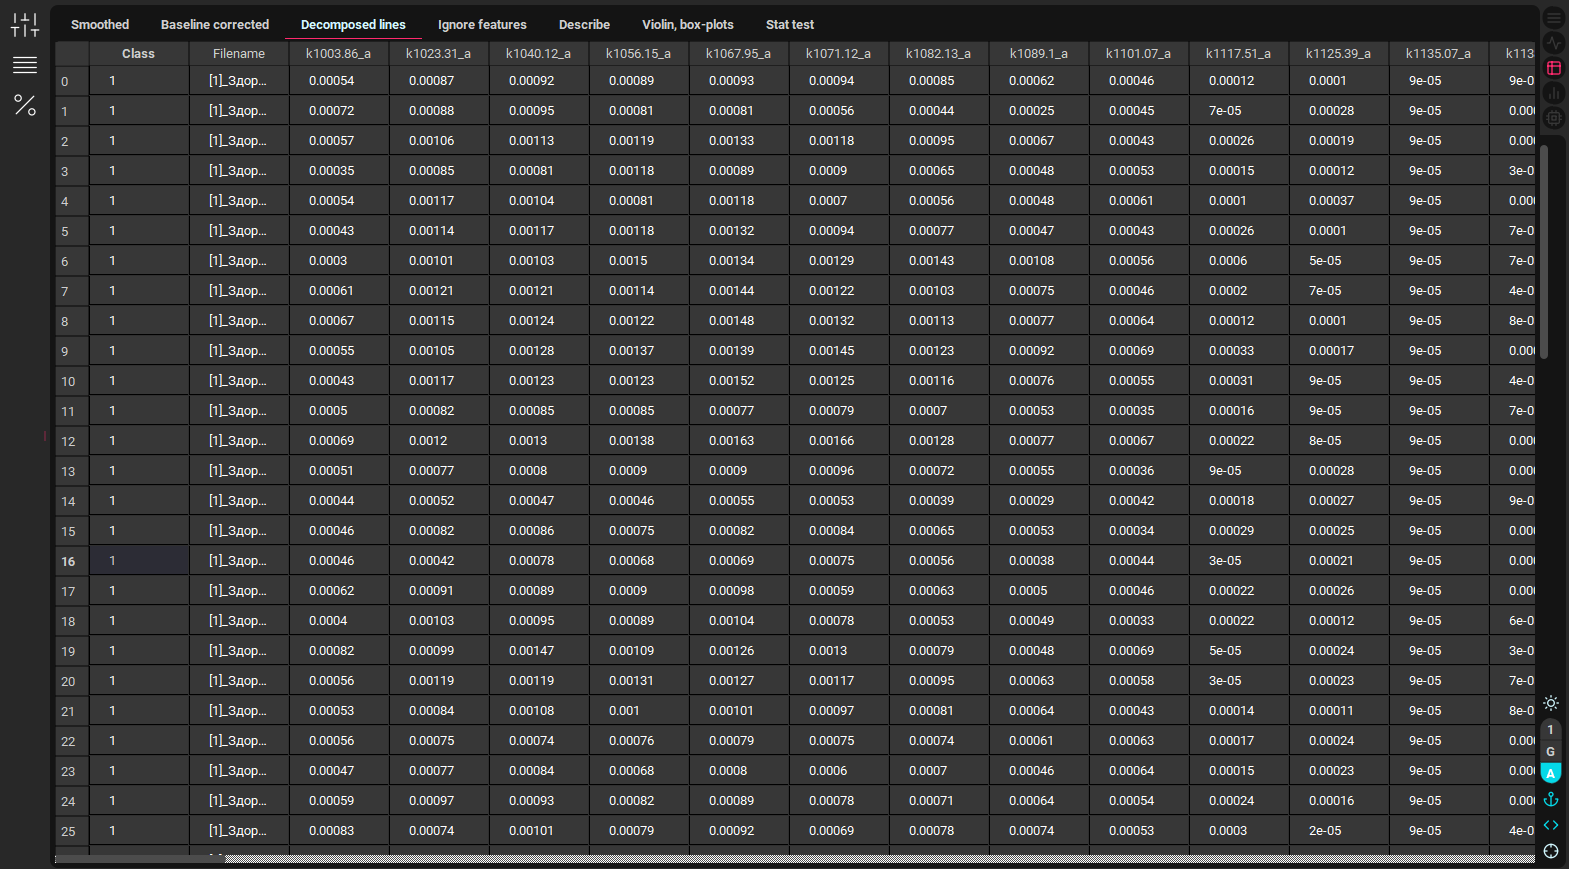 Smoothed Baseline corrected Decomposed lines Ignore features Describe Violin, box-plots Stat test
Class Filename k1003.86_a k1023.31_a k1040.12_a k1056.15_a k1067.95_a k1071.12_a k1082.13_a k1089.1_a k1101.07_a k1117.51_a k1125.39_a k1135.07_a k113
0 1 [1]_Здор... 0.00054 0.00087 0.00092 0.00089 0.00093 0.00094 0.00085 0.00062 0.00046 0.00012 0.0001 9e-05 9e-0
1 1 [1]_Здор... 0.00072 0.00088 0.00095 0.00081 0.00081 0.00056 0.00044 0.00025 0.00045 7e-05 0.00028 9e-05 0.00
2 1 [1]_Здор... 0.00057 0.00106 0.00113 0.00119 0.00133 0.00118 0.00095 0.00067 0.00043 0.00026 0.00019 9e-05 0.00
3 1 [1]_Здор... 0.00035 0.00085 0.00081 0.00118 0.00089 0.0009 0.00065 0.00048 0.00053 0.00015 0.00012 9e-05 3e-0
4 1 [1]_Здор... 0.00054 0.00117 0.00104 0.00081 0.00118 0.0007 0.00056 0.00048 0.00061 0.0001 0.00037 9e-05 0.00
5 1 [1]_Здор... 0.00043 0.00114 0.00117 0.00118 0.00132 0.00094 0.00077 0.00047 0.00043 0.00026 0.0001 9e-05 7e-0
6 1 [1]_Здор... 0.0003 0.00101 0.00103 0.0015 0.00134 0.00129 0.00143 0.00108 0.00056 0.0006 5e-05 9e-05 7e-0
7 1 [1]_Здор... 0.00061 0.00121 0.00121 0.00114 0.00144 0.00122 0.00103 0.00075 0.00046 0.0002 7e-05 9e-05 4e-0
8 1 [1]_Здор... 0.00067 0.00115 0.00124 0.00122 0.00148 0.00132 0.00113 0.00077 0.00064 0.00012 0.0001 9e-05 8e-0
9 1 [1]_Здор... 0.00055 0.00105 0.00128 0.00137 0.00139 0.00145 0.00123 0.00092 0.00069 0.00033 0.00017 9e-05 0.00
10 1 [1]_Здор... 0.00043 0.00117 0.00123 0.00123 0.00152 0.00125 0.00116 0.00076 0.00055 0.00031 9e-05 9e-05 4e-0
11 1 [1]_Здор... 0.0005 0.00082 0.00085 0.00085 0.00077 0.00079 0.0007 0.00053 0.00035 0.00016 9e-05 9e-05 7e-0
12 1 [1]_Здор... 0.00069 0.0012 0.0013 0.00138 0.00163 0.00166 0.00128 0.00077 0.00067 0.00022 8e-05 9e-05 0.00
13 1 [1]_Здор... 0.00051 0.00077 0.0008 0.0009 0.0009 0.00096 0.00072 0.00055 0.00036 9e-05 0.00028 9e-05 0.00
14 1 [1]_Здор... 0.00044 0.00052 0.00047 0.00046 0.00055 0.00053 0.00039 0.00029 0.00042 0.00018 0.00027 9e-05 9e-0
15 1 [1]_Здор... 0.00046 0.00082 0.00086 0.00075 0.00082 0.00084 0.00065 0.00053 0.00034 0.00029 0.00025 9e-05 0.00
16 1 [1]_Здор... 0.00046 0.00042 0.00078 0.00068 0.00069 0.00075 0.00056 0.00038 0.00044 3e-05 0.00021 9e-05 0.00
17 1 [1]_Здор... 0.00062 0.00091 0.00089 0.0009 0.00098 0.00059 0.00063 0.0005 0.00046 0.00022 0.00026 9e-05 0.00
18 1 [1]_Здор... 0.0004 0.00103 0.00095 0.00089 0.00104 0.00078 0.00053 0.00049 0.00033 0.00022 0.00012 9e-05 6e-0
19 1 [1]_Здор... 0.00082 0.00099 0.00147 0.00109 0.00126 0.0013 0.00079 0.00048 0.00069 5e-05 0.00024 9e-05 3e-0
20 1 [1]_Здор... 0.00056 0.00119 0.00119 0.00131 0.00127 0.00117 0.00095 0.00063 0.00058 3e-05 0.00023 9e-05 7e-0
21 1 [1]_Здор... 0.00053 0.00084 0.00108 0.001 0.00101 0.00097 0.00081 0.00064 0.00043 0.00014 0.00011 9e-05 8e-0
22 1 [1]_Здор... 0.00056 0.00075 0.00074 0.00076 0.00079 0.00075 0.00074 0.00061 0.00063 0.00017 0.00024 9e-05 0.00
23 1 [1]_Здор... 0.00047 0.00077 0.00084 0.00068 0.0008 0.0006 0.0007 0.00046 0.00064 0.00015 0.00023 9e-05 0.00
24 1 [1]_Здор... 0.00059 0.00097 0.00093 0.00082 0.00089 0.00078 0.00071 0.00064 0.00054 0.00024 0.00016 9e-05 0.00
25 1 [1]_Здор... 0.00083 0.00074 0.00101 0.00079 0.00092 0.00069 0.00078 0.00074 0.00053 0.0003 2e-05 9e-05 4e-0
1
G
A